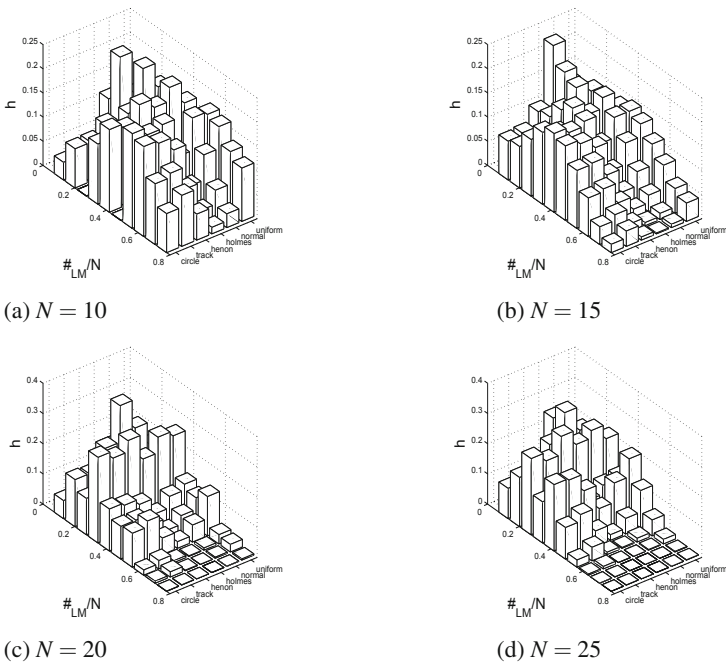 0.25
0.2
0.15
0.1
0.05
0
h
0
0.2
0.4
0.6
0.8
#LM/N
circle
track
henon
holmes
normal
uniform
(a) N = 10
0.25
0.2
0.15
0.1
0.05
0
h
0
0.2
0.4
0.6
0.8
#LM/N
circle
track
henon
holmes
normal
uniform
(b) N = 15
0.4
0.3
0.2
0.1
0
h
0
0.2
0.4
0.6
0.8
#LM/N
circle
track
henon
holmes
normal
uniform
(c) N = 20
0.4
0.3
0.2
0.1
0
h
0
0.2
0.4
0.6
0.8
#LM/N
circle
track
henon
holmes
normal
uniform
(d) N = 25